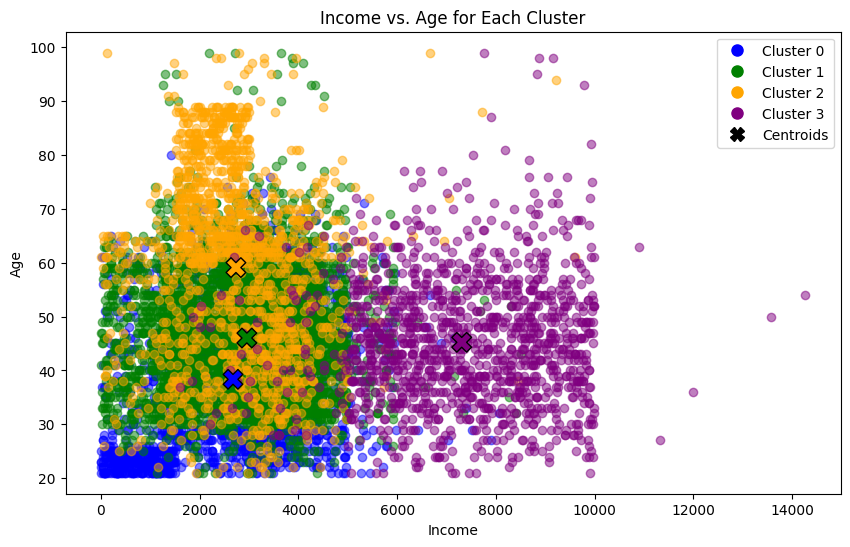 Income vs. Age for Each Cluster
100
90
80
70
60
50
40
30
20
Age
0
2000
4000
6000
8000
10000
12000
14000
Income
Cluster 0
Cluster 1
Cluster 2
Cluster 3
Centroids